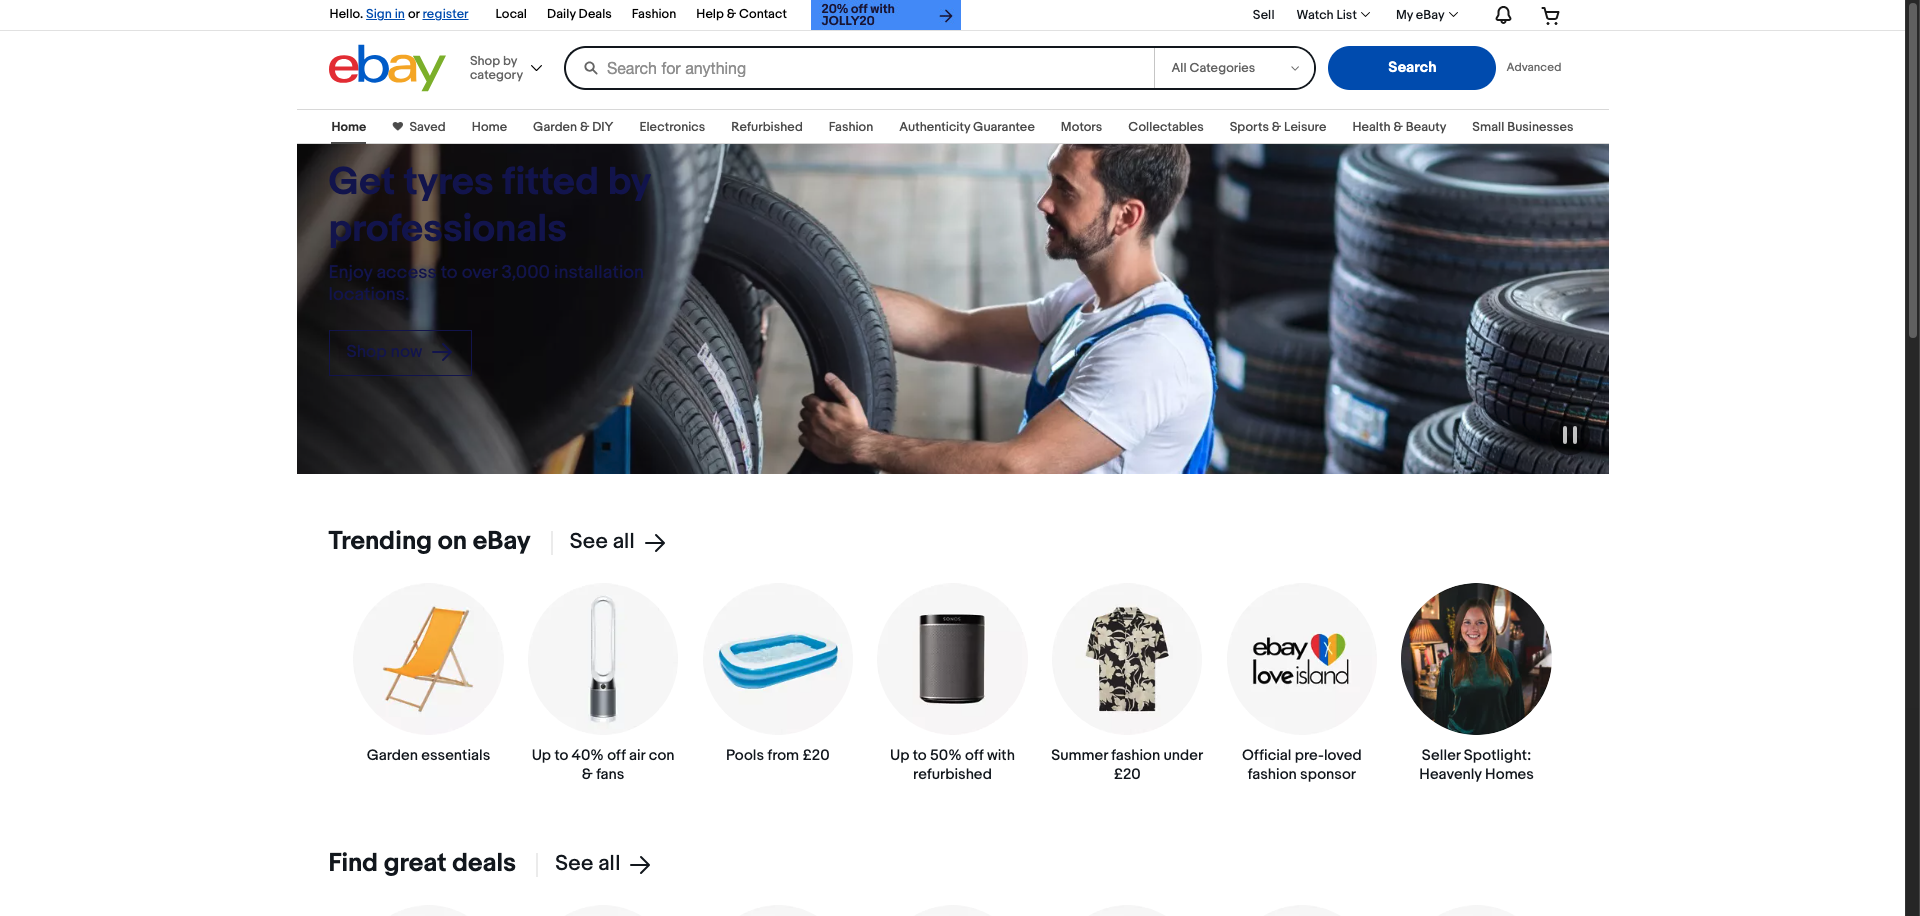 Hello. Sign in or register
Local
Daily Deals
Fashion
Help & Contact
20% off with
JOLLY20
Sell
Watch List
My eBay
ebay
Shop by
category
Search for anything
All Categories
Search
Advanced
Home
Saved
Home
Garden & DIY
Electronics
Refurbished
Fashion
Authenticity Guarantee
Motors
Collectables
Sports & Leisure
Health & Beauty
Small Businesses
Get tyres fitted by
professionals
Enjoy access to over 3,000 installation
locations.
Shop now
Trending on eBay
See all
SONOS
ebay
love island
Garden essentials
Up to 40% off air con
& fans
Pools from £20
Up to 50% off with
refurbished
Summer fashion under
£20
Official pre-loved
fashion sponsor
Seller Spotlight:
Heavenly Homes
Find great deals
See all